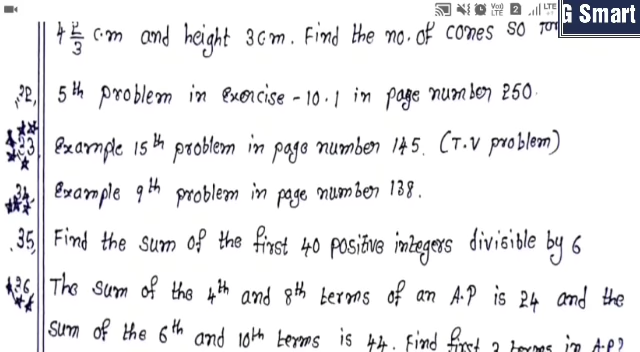 G Smart
4 2/3 c.m and height 3cm. Find the no. of cones so
32, 5th problem in exercise - 10.1 in page number 250.
33 Example 15th problem in page number 145. (T.V problem)
34, Example 9th problem in page number 138.
35, Find the sum of the first 40 positive integers divisible by 6
36, The sum of the 4th and 8th terms of an A.P is 24 and the
sum of the 6th and 10th terms is 44. Find first 3 terms in A.P?